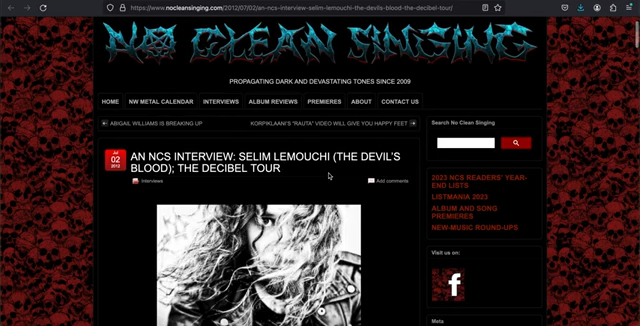 https://www.nocleansinging.com/2012/07/02/an-ncs-interview-selim-lemouchi-the-devils-blood-the-decibel-tour/
NO CLEAN SINGING
PROPAGATING DARK AND DEVASTATING TONES SINCE 2009
HOME NW METAL CALENDAR INTERVIEWS ALBUM REVIEWS PREMIERES ABOUT CONTACT US
ABIGAIL WILLIAMS IS BREAKING UP KORPIKLAANI'S "RAUTA" VIDEO WILL GIVE YOU HAPPY FEET
Jul
02
2012
AN NCS INTERVIEW: SELIM LEMOUCHI (THE DEVIL'S
BLOOD); THE DECIBEL TOUR
Interviews Add comments
Search No Clean Singing
2023 NCS READERS' YEAR-
END LISTS
LISTMANIA 2023
ALBUM AND SONG
PREMIERES
NEW-MUSIC ROUND-UPS
Visit us on:
f
Meta